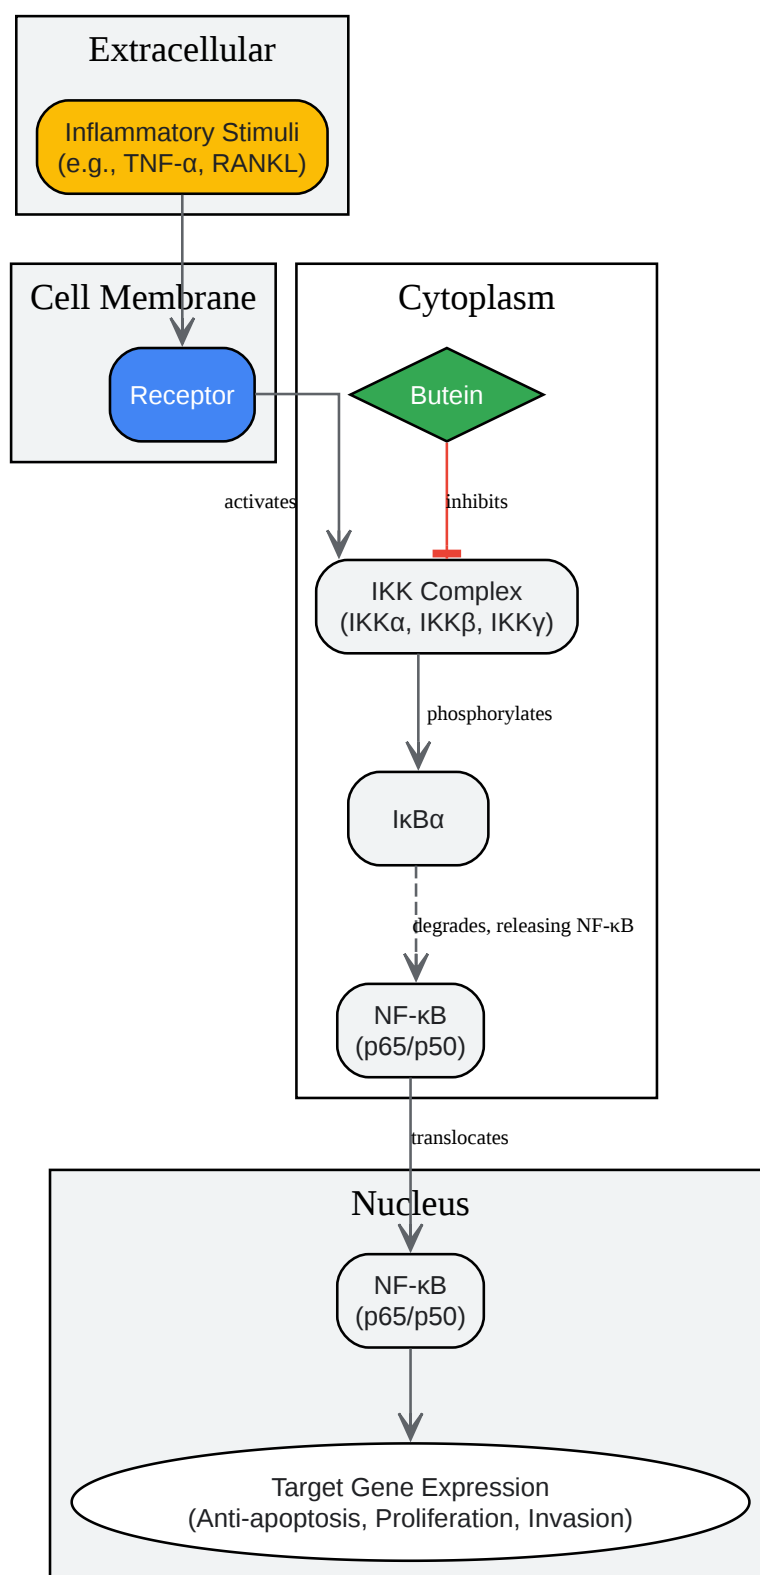 Extracellular
Inflammatory Stimuli
(e.g., TNF-α, RANKL)
Cell Membrane
Cytoplasm
Receptor
Butein
activates
inhibits
IKK Complex
(IKKα, IKKβ, IKKγ)
phosphorylates
IκBα
degrades, releasing NF-κB
NF-κB
(p65/p50)
translocates
Nucleus
NF-κB
(p65/p50)
Target Gene Expression
(Anti-apoptosis, Proliferation, Invasion)